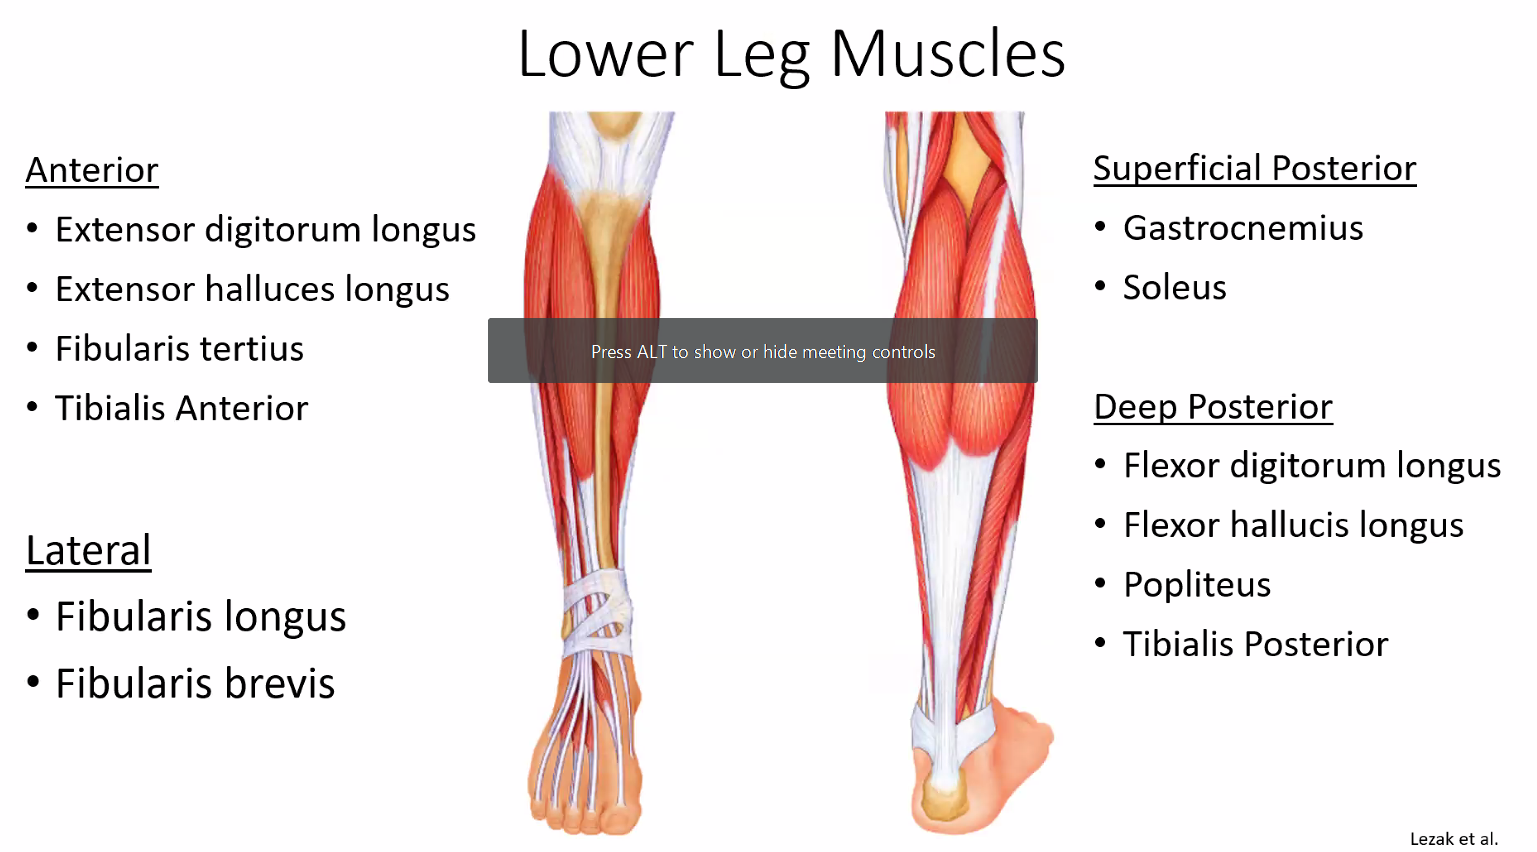 Lower Leg Muscles
Anterior
• Extensor digitorum longus
• Extensor halluces longus
• Fibularis tertius
• Tibialis Anterior
Lateral
• Fibularis longus
• Fibularis brevis
Press ALT to show or hide meeting controls
Superficial Posterior
• Gastrocnemius
• Soleus
Deep Posterior
• Flexor digitorum longus
• Flexor hallucis longus
• Popliteus
• Tibialis Posterior
Lezak et al.